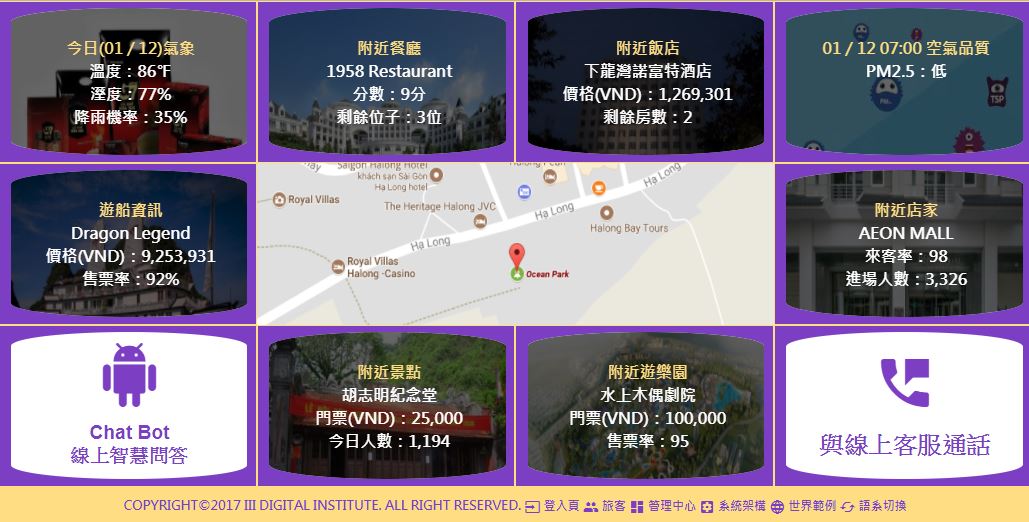 今日(01 / 12)氣象
溫度：86°F
溼度：77%
降雨機率：35%
附近餐廳
1958 Restaurant
分數：9分
剩餘位子：3位
附近飯店
下龍灣諾富特酒店
價格(VND)：1,269,301
剩餘房數：2
01 / 12 07:00 空氣品質
PM2.5：低
TSP
遊船資訊
Dragon Legend
價格(VND)：9,253,931
售票率：92%
Saigon Halong Hotel
khách sạn Sài Gòn
Hạ Long hotel
Royal Villas
The Heritage Halong JVC
Hạ Long
Hạ Long
Hạ Long
Halong Bay Tours
Royal Villas
Halong -Casino
Ocean Park
附近店家
AEON MALL
來客率：98
進場人數：3,326
Chat Bot
線上智慧問答
附近景點
胡志明紀念堂
門票(VND)：25,000
今日人數：1,194
附近遊樂園
水上木偶劇院
門票(VND)：100,000
售票率：95
與線上客服通話
COPYRIGHT©2017 III DIGITAL INSTITUTE. ALL RIGHT RESERVED. 登入頁 旅客 管理中心 系統架構 世界範例 語系切換